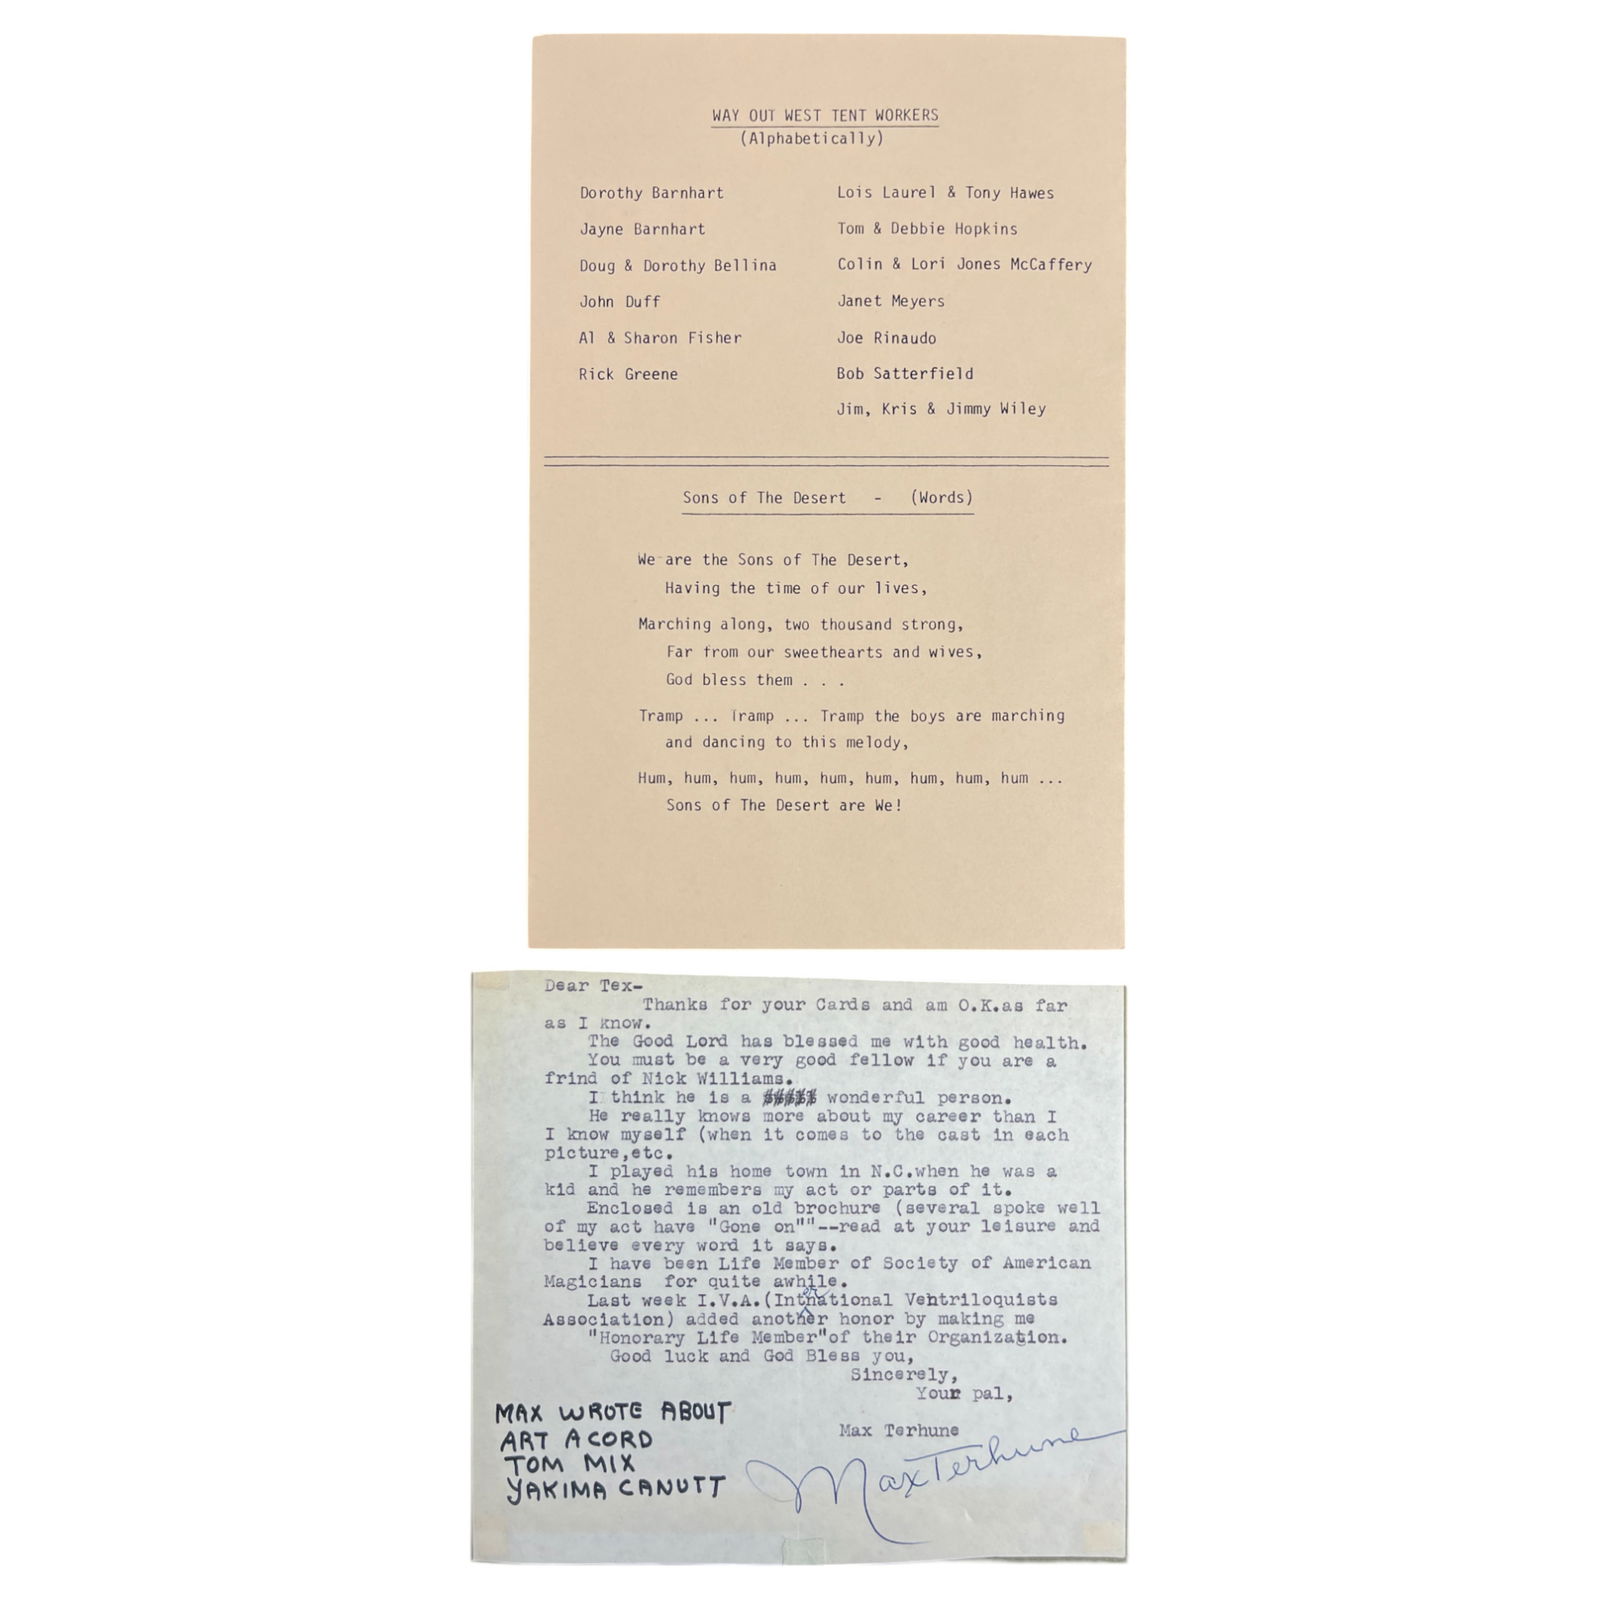 WAY OUT WEST TENT WORKERS
(Alphabetically)
Dorothy Barnhart
Jayne Barnhart
Doug & Dorothy Bellina
John Duff
Al & Sharon Fisher
Rick Greene
Lois Laurel & Tony Hawes
Tom & Debbie Hopkins
Colin & Lori Jones McCaffery
Janet Meyers
Joe Rinaudo
Bob Satterfield
Jim, Kris & Jimmy Wiley
Sons of The Desert - (Words)
We are the Sons of The Desert,
Having the time of our lives,
Marching along, two thousand strong,
Far from our sweethearts and wives,
God bless them . . .
Tramp ... Tramp ... Tramp the boys are marching
and dancing to this melody,
Hum, hum, hum, hum, hum, hum, hum, hum, hum ...
Sons of The Desert are We!
Dear Tex-
Thanks for your Cards and am O.K.as far
as I know.
The Good Lord has blessed me with good health.
You must be a very good fellow if you are a
frind of Nick Williams.
I think he is a wonderful person.
He really knows more about my career than I
I know myself (when it comes to the cast in each
picture,etc.
I played his home town in N.C.when he was a
kid and he remembers my act or parts of it.
Enclosed is an old brochure (several spoke well
of my act have "Gone on""--read at your leisure and
believe every word it says.
I have been Life Member of Society of American
Magicians for quite awhile.
Last week I.V.A.(International Ventriloquists
Association) added another honor by making me
"Honorary Life Member"of their Organization.
Good luck and God Bless you,
Sincerely,
Your pal,
Max Terhune
Max Terhune
MAX WROTE ABOUT
ART ACORD
TOM MIX
YAKIMA CANUTT